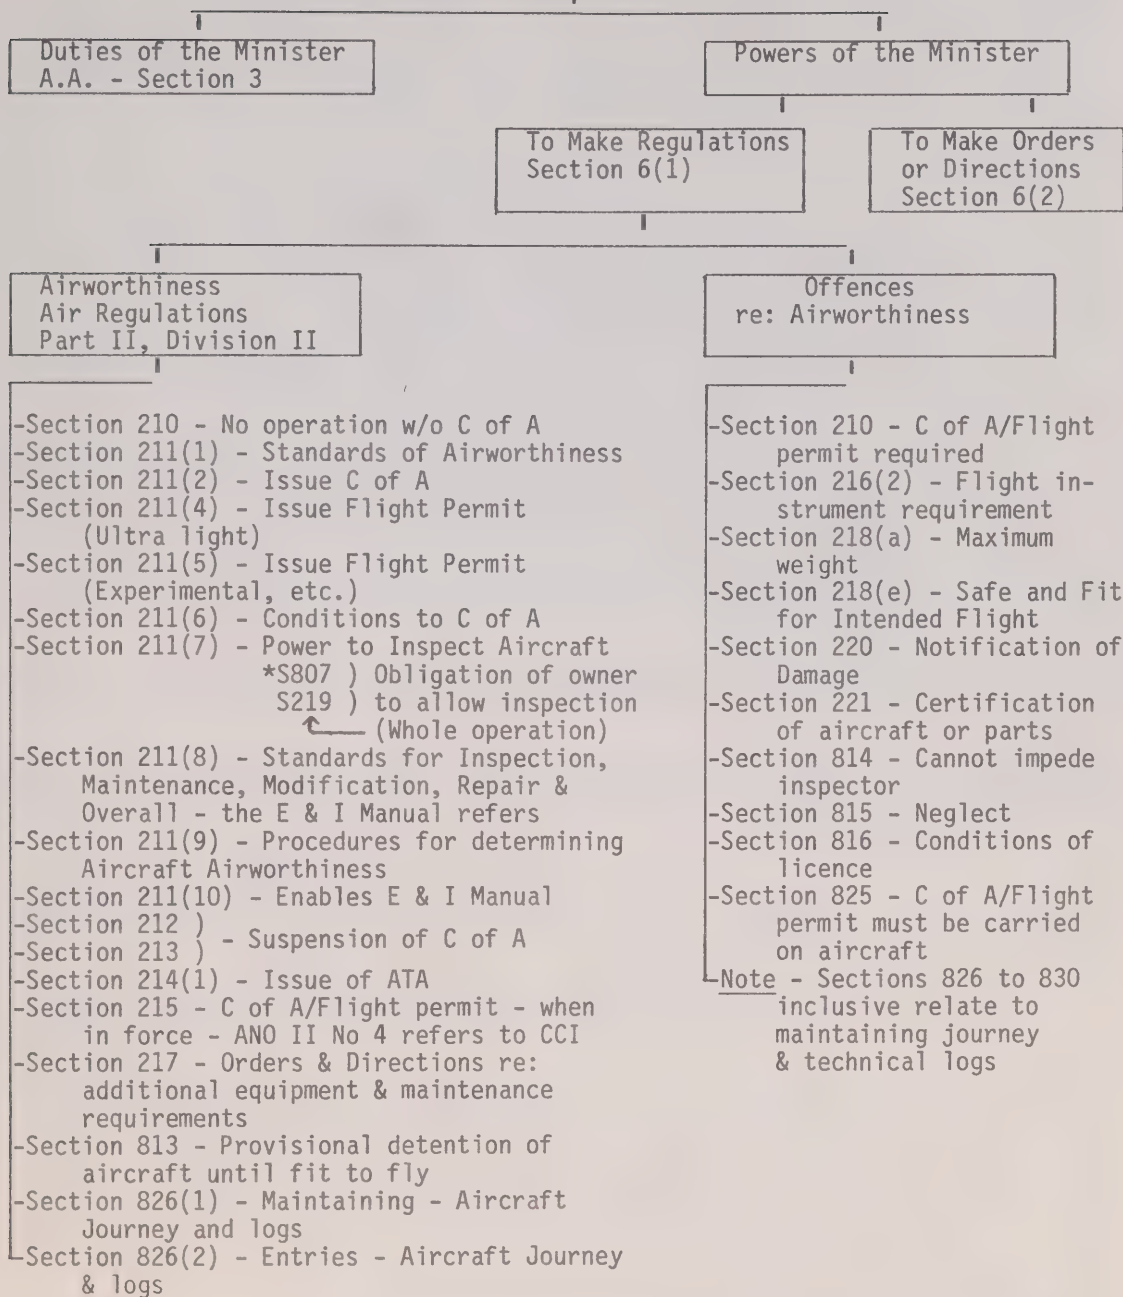 Duties of the Minister
A.A. - Section 3
Powers of the Minister
To Make Regulations
Section 6(1)
To Make Orders
or Directions
Section 6(2)
Airworthiness
Air Regulations
Part II, Division II
Offences
re: Airworthiness
-Section 210 - No operation w/o C of A
-Section 211(1) - Standards of Airworthiness
-Section 211(2) - Issue C of A
-Section 211(4) - Issue Flight Permit
(Ultra light)
-Section 211(5) - Issue Flight Permit
(Experimental, etc.)
-Section 211(6) - Conditions to C of A
-Section 211(7) - Power to Inspect Aircraft
*S807 ) Obligation of owner
S219 ) to allow inspection
(Whole operation)
-Section 211(8) - Standards for Inspection,
Maintenance, Modification, Repair &
Overall - the E & I Manual refers
-Section 211(9) - Procedures for determining
Aircraft Airworthiness
-Section 211(10) - Enables E & I Manual
-Section 212 )
-Section 213 ) - Suspension of C of A
-Section 214(1) - Issue of ATA
-Section 215 - C of A/Flight permit - when
in force - ANO II No 4 refers to CCI
-Section 217 - Orders & Directions re:
additional equipment & maintenance
requirements
-Section 813 - Provisional detention of
aircraft until fit to fly
-Section 826(1) - Maintaining - Aircraft
Journey and logs
-Section 826(2) - Entries - Aircraft Journey
& logs
-Section 210 - C of A/Flight
permit required
-Section 216(2) - Flight in-
strument requirement
-Section 218(a) - Maximum
weight
-Section 218(e) - Safe and Fit
for Intended Flight
-Section 220 - Notification of
Damage
-Section 221 - Certification
of aircraft or parts
-Section 814 - Cannot impede
inspector
-Section 815 - Neglect
-Section 816 - Conditions of
licence
-Section 825 - C of A/Flight
permit must be carried
on aircraft
-Note - Sections 826 to 830
inclusive relate to
maintaining journey
& technical logs